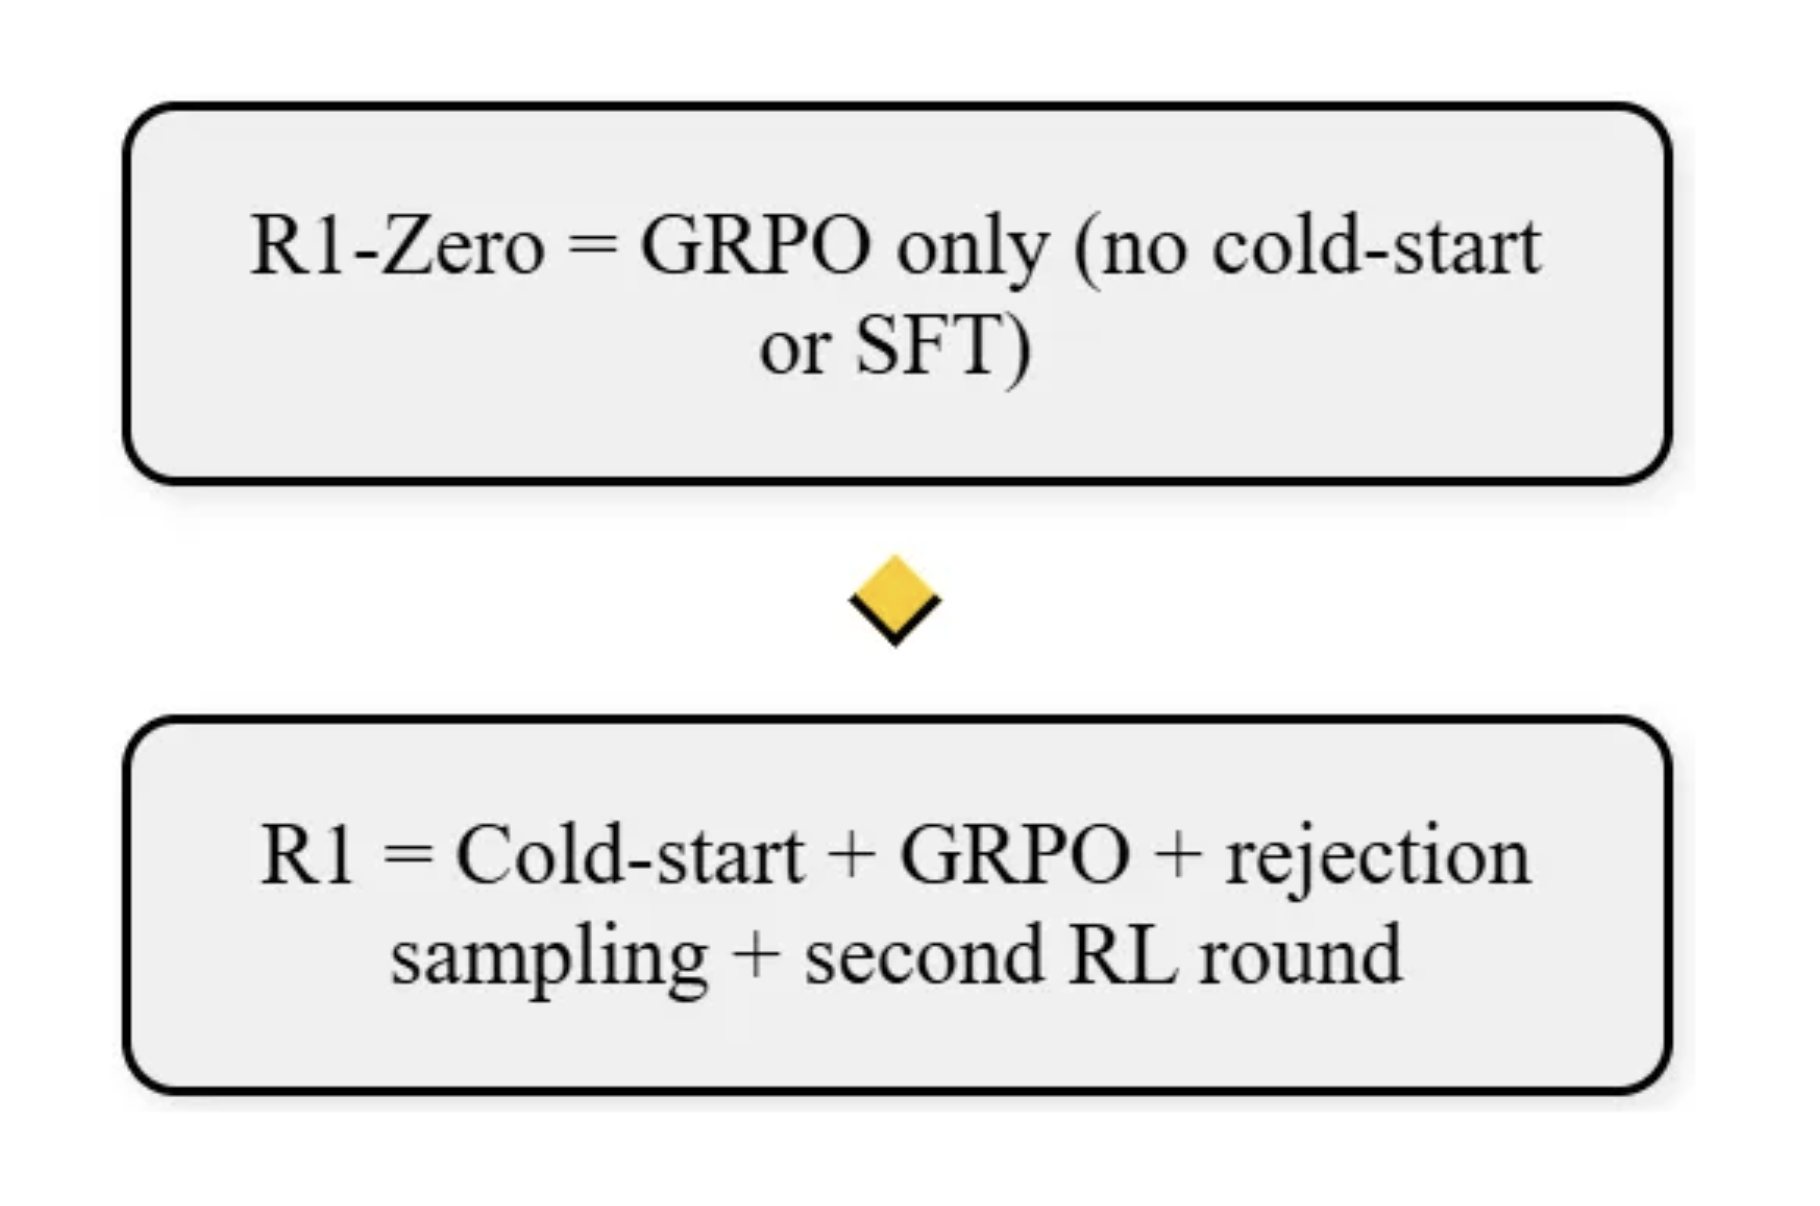 R1-Zero = GRPO only (no cold-start
or SFT)
R1 = Cold-start + GRPO + rejection
sampling + second RL round